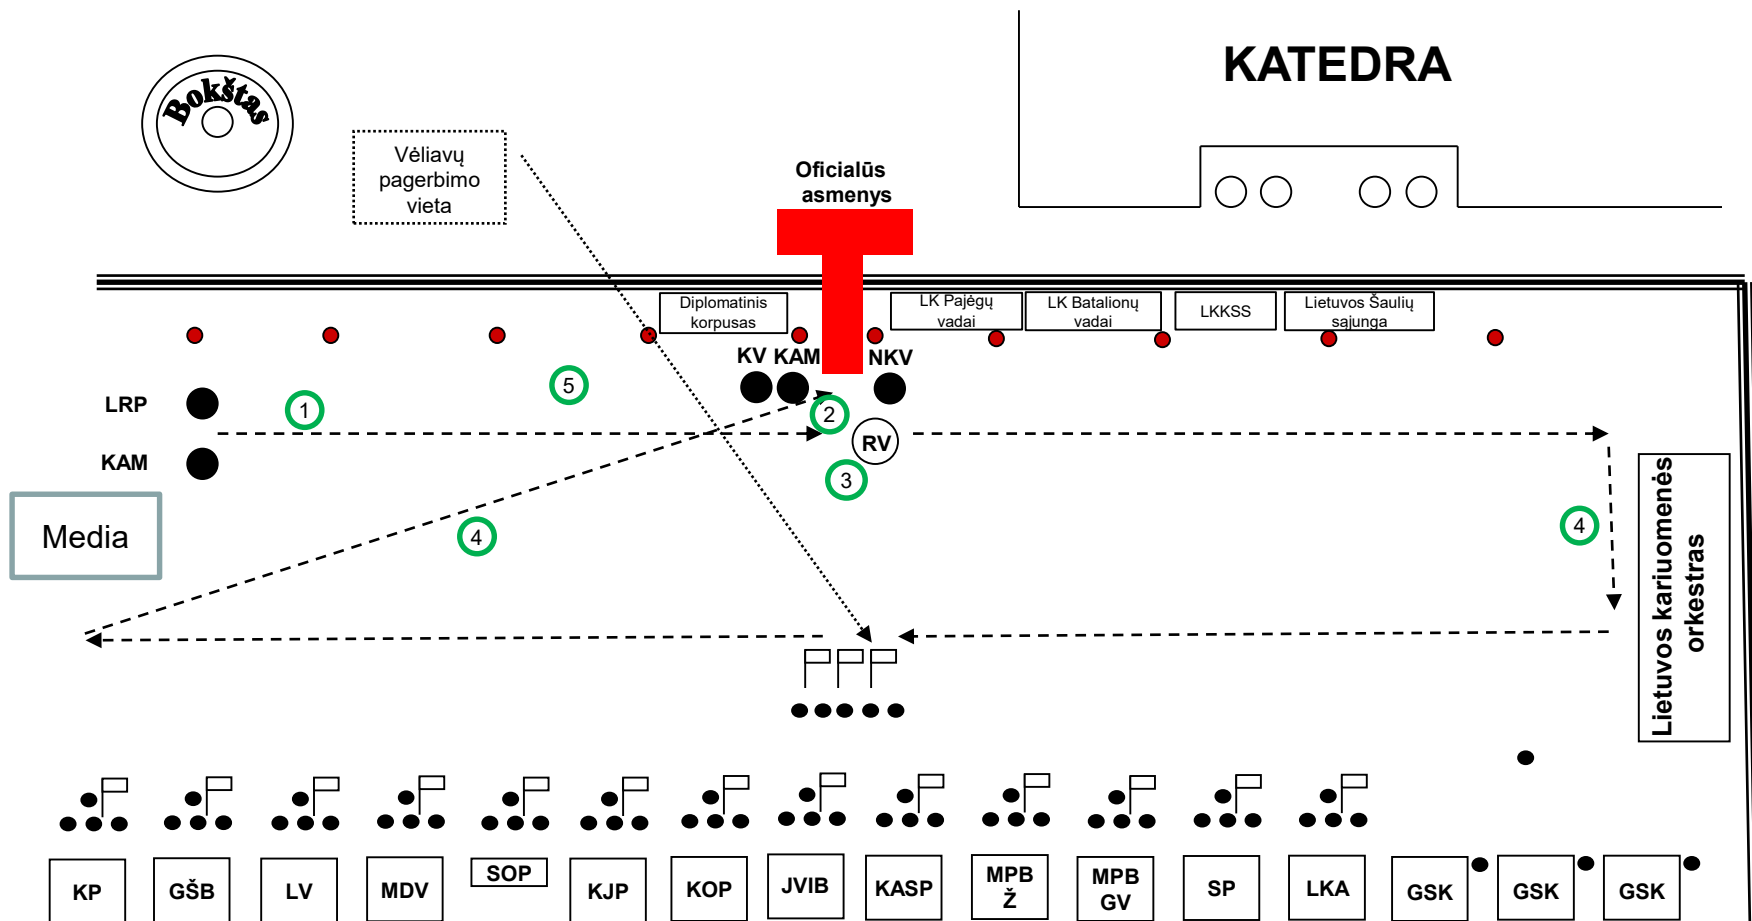 KATEDRA
Bokštas
Vėliavų
pagerbimo
vieta
Oficialūs
asmenys
Diplomatinis
korpusas
LK Pajėgų
vadai
LK Batalionų
vadai
LKKSS
Lietuvos Šaulių
sąjunga
KV KAM
NKV
LRP
1
5
2
RV
KAM
3
Media
4
4
Lietuvos kariuomenės
orkestras
KP
GŠB
LV
MDV
SOP
KJP
KOP
JVIB
KASP
MPB
Ž
MPB
GV
SP
LKA
GSK
GSK
GSK